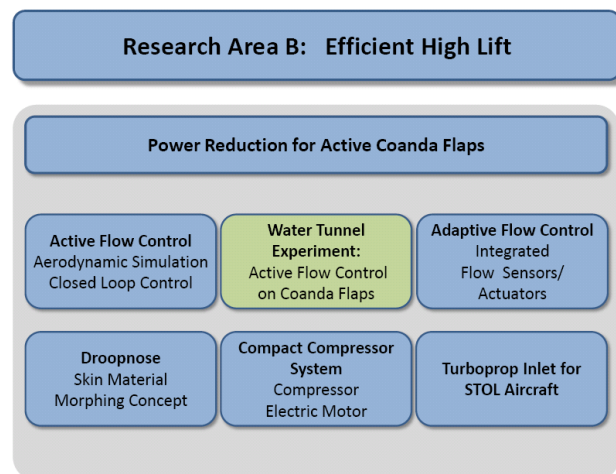 Research Area B: Efficient High Lift
Power Reduction for Active Coanda Flaps
Active Flow Control
Aerodynamic Simulation
Closed Loop Control
Water Tunnel
Experiment:
Active Flow Control
on Coanda Flaps
Adaptive Flow Control
Integrated
Flow Sensors/
Actuators
Droopnose
Skin Material
Morphing Concept
Compact Compressor
System
Compressor
Electric Motor
Turboprop Inlet for
STOL Aircraft